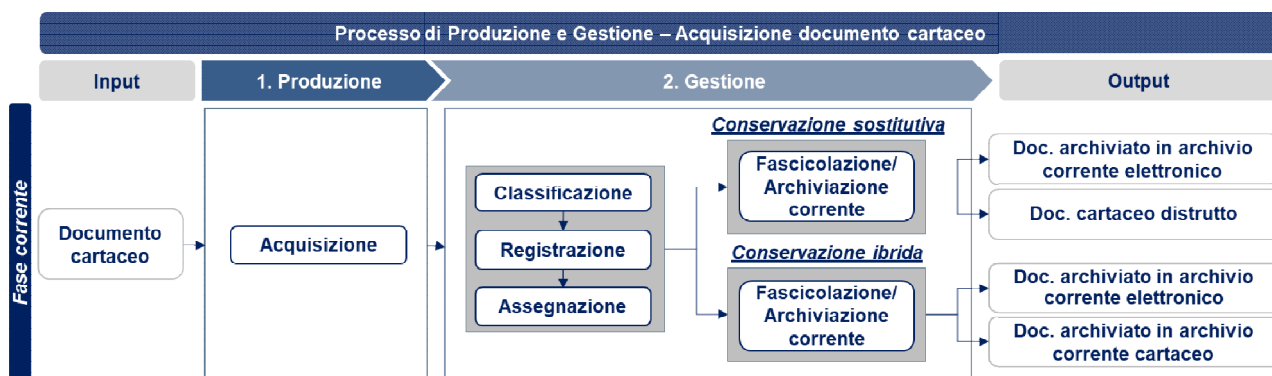 Processo di Produzione e Gestione – Acquisizione documento cartaceo
Input
1. Produzione
2. Gestione
Output
Fase corrente
Documento
cartaceo
Acquisizione
Classificazione
Registrazione
Assegnazione
Conservazione sostitutiva
Fascicolazione/
Archiviazione
corrente
Conservazione ibrida
Fascicolazione/
Archiviazione
corrente
Doc. archiviato in archivio
corrente elettronico
Doc. cartaceo distrutto
Doc. archiviato in archivio
corrente elettronico
Doc. archiviato in archivio
corrente cartaceo